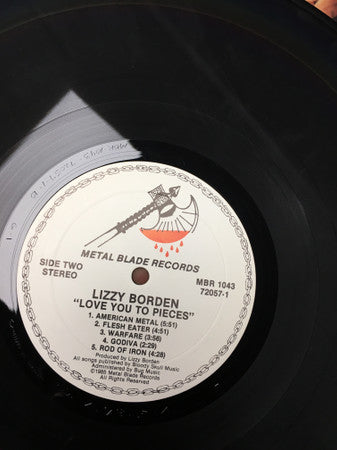 METAL BLADE RECORDS
SIDE TWO
STEREO
MBR 1043
72057-1
LIZZY BORDEN
"LOVE YOU TO PIECES"
1. AMERICAN METAL (5:51)
2. FLESH EATER (4:51)
3. WARFARE (3:58)
4. GODIVA (2:29)
5. ROD OF IRON (4:28)
Produced by Lizzy Borden
All songs published by Bloody Skull Music
Administered by Bug Music
©1985 Metal Blade Records
All Rights Reserved.